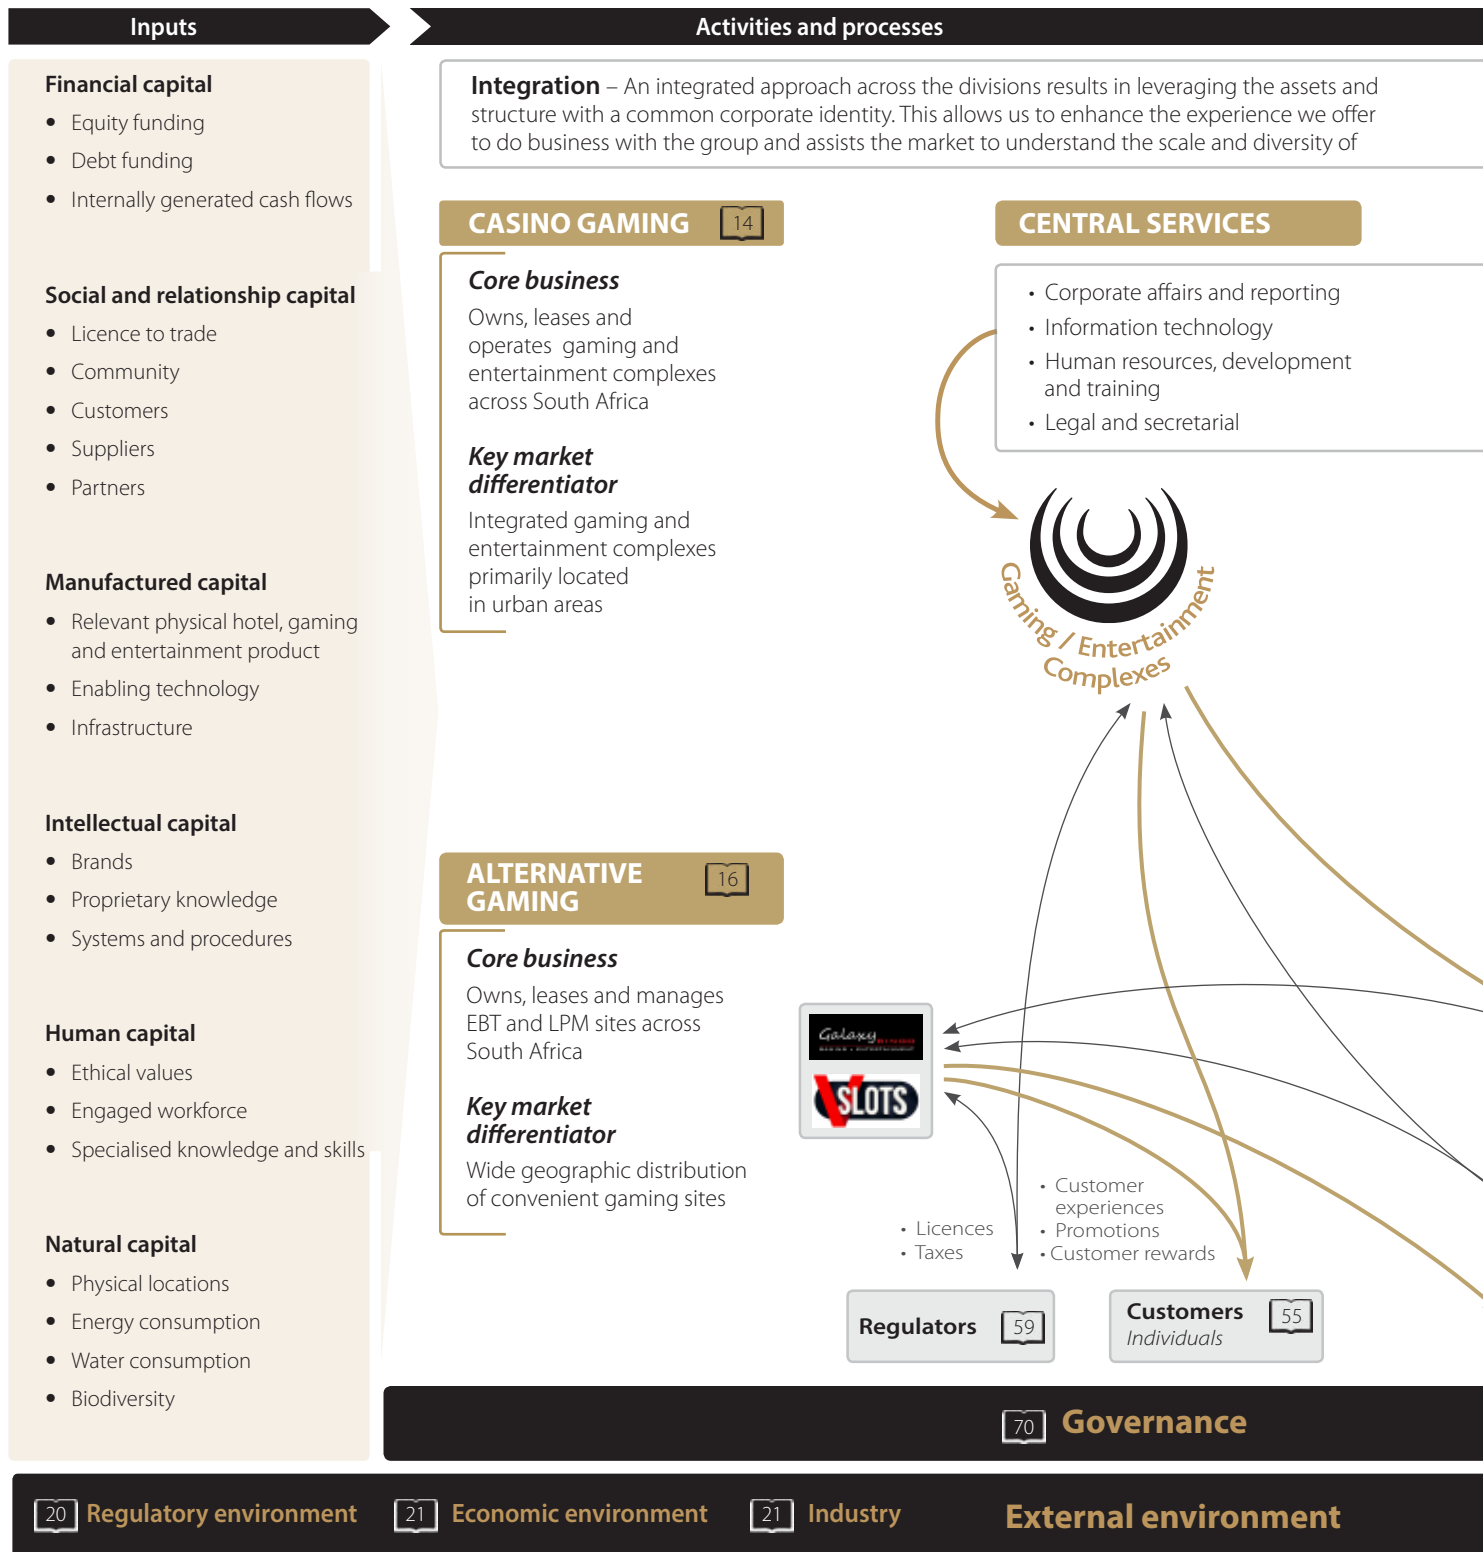 Inputs
Activities and processes
Financial capital
• Equity funding
• Debt funding
• Internally generated cash flows
Social and relationship capital
• Licence to trade
• Community
• Customers
• Suppliers
• Partners
Manufactured capital
• Relevant physical hotel, gaming
and entertainment product
• Enabling technology
• Infrastructure
Intellectual capital
• Brands
• Proprietary knowledge
• Systems and procedures
Human capital
• Ethical values
• Engaged workforce
• Specialised knowledge and skills
Natural capital
• Physical locations
• Energy consumption
• Water consumption
• Biodiversity
Integration – An integrated approach across the divisions results in leveraging the assets and
structure with a common corporate identity. This allows us to enhance the experience we offer
to do business with the group and assists the market to understand the scale and diversity of
CASINO GAMING 14
Core business
Owns, leases and
operates gaming and
entertainment complexes
across South Africa
Key market
differentiator
Integrated gaming and
entertainment complexes
primarily located
in urban areas
CENTRAL SERVICES
• Corporate affairs and reporting
• Information technology
• Human resources, development
and training
• Legal and secretarial
Gaming / Entertainment
Complexes
ALTERNATIVE
GAMING
16
Core business
Owns, leases and manages
EBT and LPM sites across
South Africa
Key market
differentiator
Wide geographic distribution
of convenient gaming sites
Galaxy
VSLOTS
• Licences
• Taxes
• Customer
experiences
• Promotions
• Customer rewards
Regulators 59
Customers 55
Individuals
70 Governance
20 Regulatory environment
21 Economic environment
21 Industry
External environment